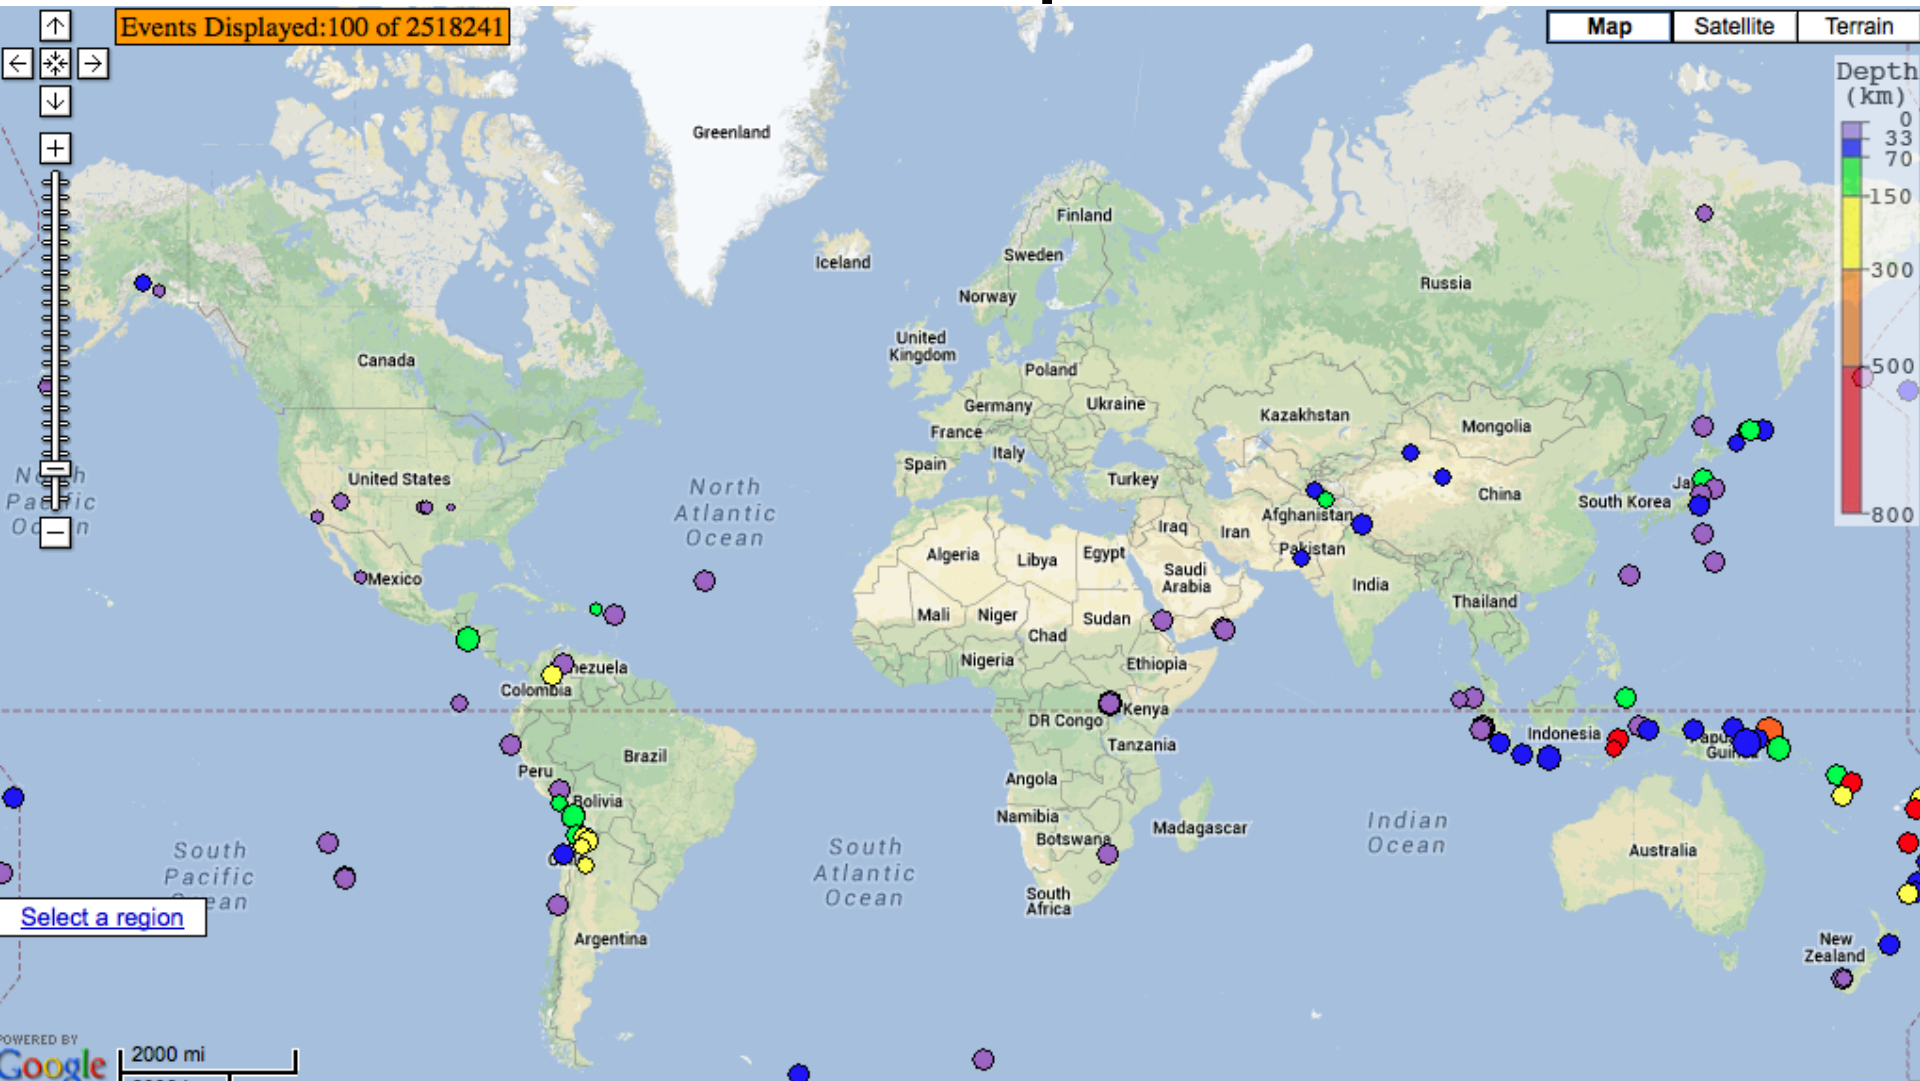 Events Displayed:100 of 2518241
Map
Satellite
Terrain
Depth
(km)
0
33
70
150
300
500
800
Greenland
Finland
Iceland
Sweden
Russia
Norway
United
Kingdom
Canada
Poland
Germany
Ukraine
Kazakhstan
Mongolia
France
Italy
Spain
United States
Turkey
China
South Korea
North
Atlantic
Ocean
Afghanistan
Iraq
Iran
Pakistan
Algeria
Libya
Egypt
Saudi
Arabia
India
Mexico
Thailand
Mali
Niger
Sudan
Chad
Nigeria
Ethiopia
nezuela
Colombia
Kenya
DR Congo
Indonesia
Tanzania
Brazil
Peru
Angola
Bolivia
Namibia
Madagascar
Botswana
Indian
Ocean
Australia
South
Pacific
South
Atlantic
Ocean
South
Africa
Select a region
Argentina
New
Zealand
POWERED BY
Google
2000 mi